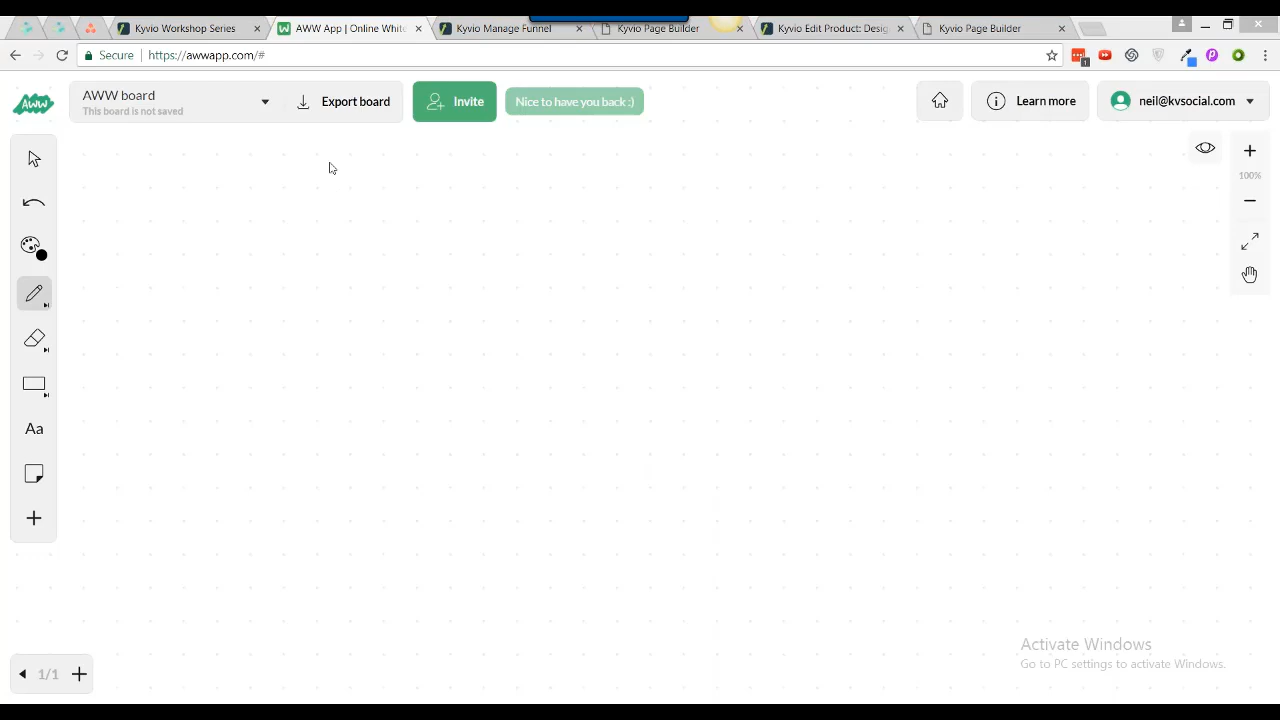 Kyvio Workshop Series
AWW App | Online Whit
Kyvio Manage Funnel
Kyvio Page Builder
Kyvio Edit Product: Desig
Kyvio Page Builder
Secure
https://awwapp.com/#
1
AWW
AWW board
This board is not saved
Export board
Invite
Nice to have you back :)
Learn more
neil@kvsocial.com
100%
Aa
1/1
Activate Windows
Go to PC settings to activate Windows.